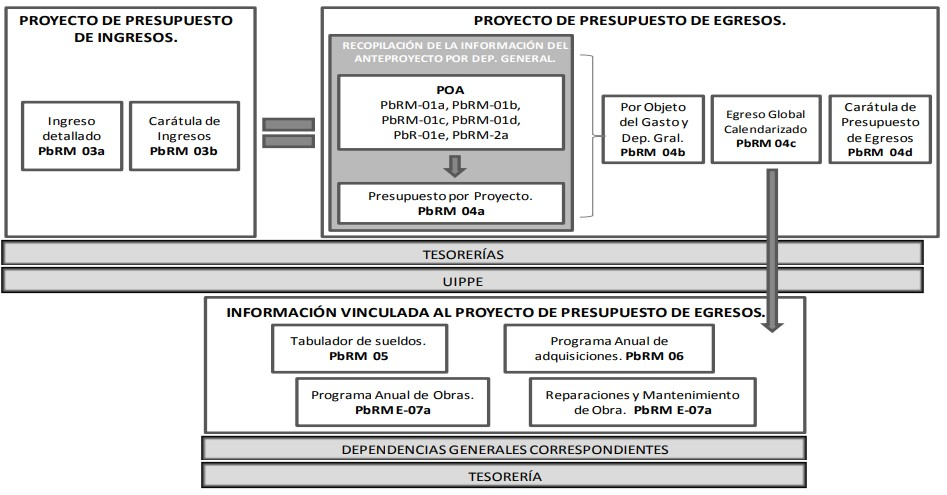 PROYECTO DE PRESUPUESTO
DE INGRESOS.
Ingreso
detallado
PbRM 03a
Carátula de
Ingresos
PbRM 03b
PROYECTO DE PRESUPUESTO DE EGRESOS.
RECOPILACIÓN DE LA INFORMACIÓN DEL
ANTEPROYECTO POR DEP. GENERAL.
POA
PbRM-01a, PbRM-01b,
PbRM-01c, PbRM-01d,
PbR-01e, PbRM-2a
Presupuesto por Proyecto.
PbRM 04a
Por Objeto
del Gasto y
Dep. Gral.
PbRM 04b
Egreso Global
Calendarizado
PbRM 04c
Carátula de
Presupuesto
de Egresos
PbRM 04d
TESORERÍAS
UIPPE
INFORMACIÓN VINCULADA AL PROYECTO DE PRESUPUESTO DE EGRESOS.
Tabulador de sueldos.
PbRM 05
Programa Anual de
adquisiciones. PbRM 06
Programa Anual de Obras.
PbRM E-07a
Reparaciones y Mantenimiento
de Obra. PbRM E-07a
DEPENDENCIAS GENERALES CORRESPONDIENTES
TESORERÍA